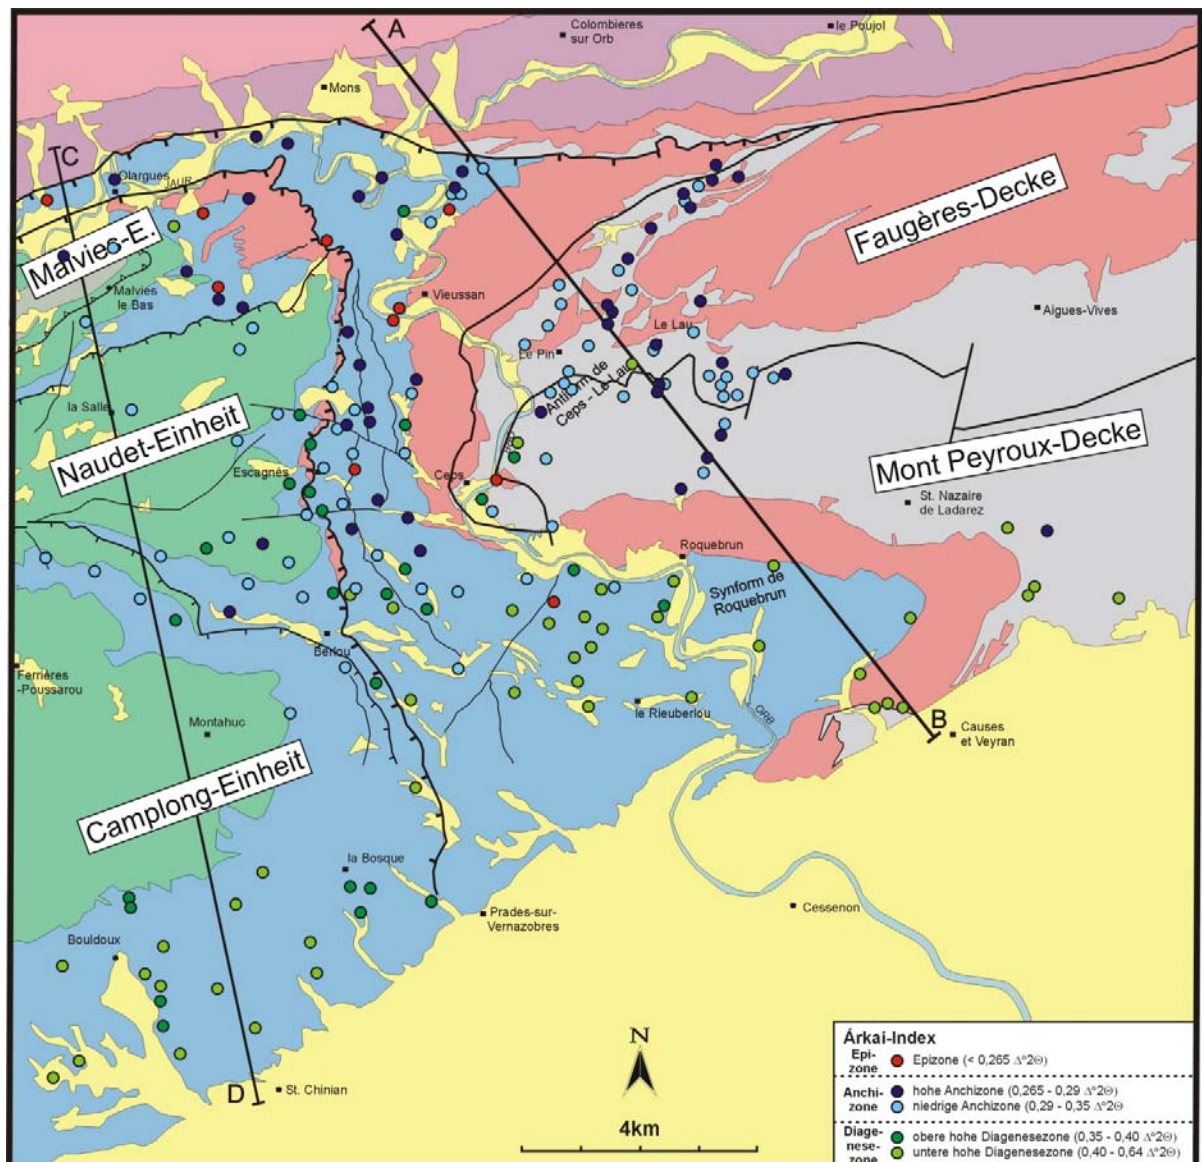 A
Colombieres
sur Orb
le Poujol
Mons
C
Olargues
JAUR
Malvies-E.
Faugères-Decke
Malviés
le Bas
Vieussan
Aigues-Vives
Le Lau
Le Pin
Antiform de
Ceps - Le-Lau
la Salle
Naudet-Einheit
Mont Peyroux-Decke
Escagnès
Ceps
St. Nazaire
de Ladarez
Roquebrun
Synform de
Roquebrun
Berlou
Ferrières
-Poussarou
Montahuc
le Rieuberlou
ORB
B
Causes
et Veyran
Camplong-Einheit
la Bosque
Prades-sur-
Vernazobres
Cessenon
Bouldoux
D
St. Chinian
N
4km
Árkai-Index
Epi-
zone
Epizone (< 0,265 Δ°2Θ)
Anchi-
zone
hohe Anchizone (0,265 - 0,29 Δ°2Θ)
niedrige Anchizone (0,29 - 0,35 Δ°2Θ
Diage-
nese-
zone
obere hohe Diagenesezone (0,35 - 0,40 Δ°2Θ)
untere hohe Diagenesezone (0,40 - 0,64 Δ°2Θ)